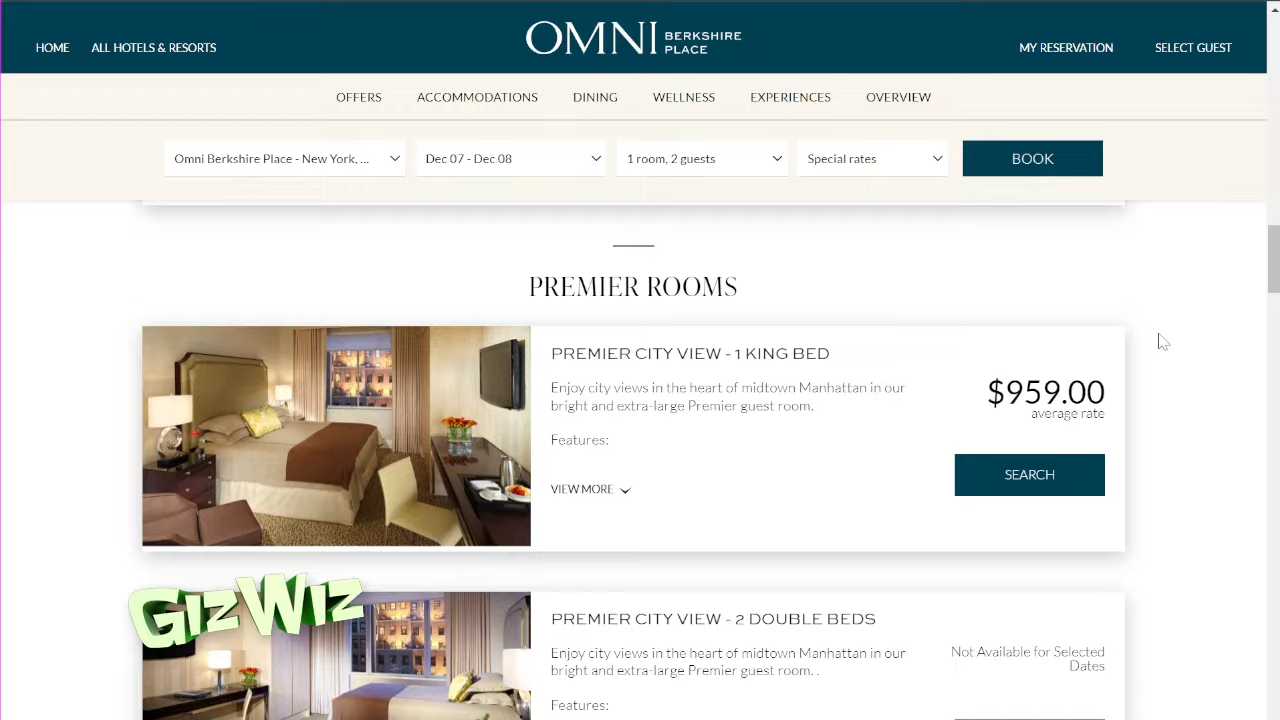 HOME
ALL HOTELS & RESORTS
OMNI BERKSHIRE PLACE
MY RESERVATION
SELECT GUEST
OFFERS
ACCOMMODATIONS
DINING
WELLNESS
EXPERIENCES
OVERVIEW
Omni Berkshire Place - New York, ...
Dec 07 - Dec 08
1 room, 2 guests
Special rates
BOOK
PREMIER ROOMS
PREMIER CITY VIEW - 1 KING BED
Enjoy city views in the heart of midtown Manhattan in our
bright and extra-large Premier guest room.
Features:
VIEW MORE
$959.00
average rate
SEARCH
GIZWIZ
PREMIER CITY VIEW - 2 DOUBLE BEDS
Enjoy city views in the heart of midtown Manhattan in our
bright and extra-large Premier guest room. .
Features:
Not Available for Selected
Dates